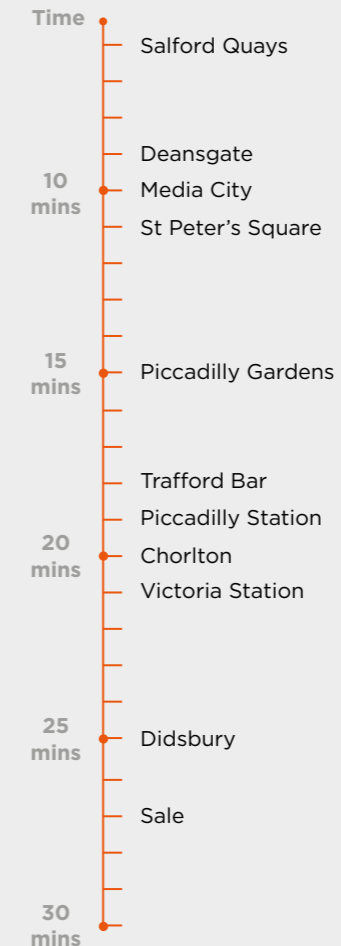 Time
Salford Quays
Deansgate
10
mins
Media City
St Peter's Square
15
mins
Piccadilly Gardens
Trafford Bar
Piccadilly Station
20
mins
Chorlton
Victoria Station
25
mins
Didsbury
Sale
30
mins